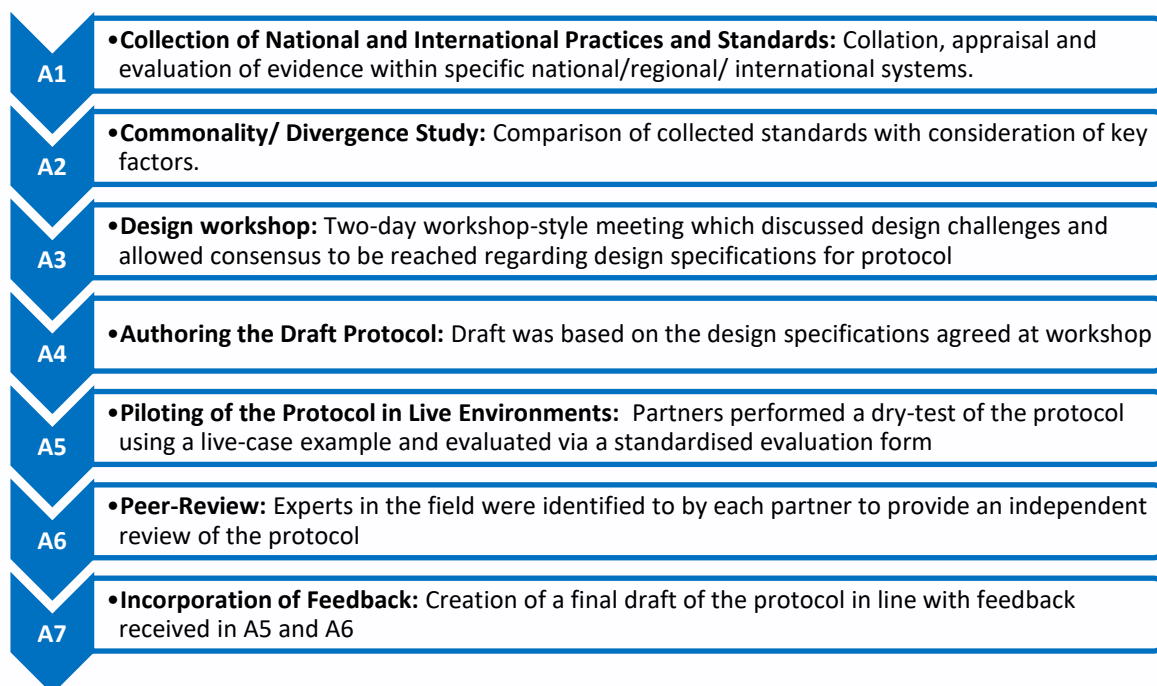 A1
•Collection of National and International Practices and Standards: Collation, appraisal and
evaluation of evidence within specific national/regional/ international systems.
A2
•Commonality/ Divergence Study: Comparison of collected standards with consideration of key
factors.
A3
•Design workshop: Two-day workshop-style meeting which discussed design challenges and
allowed consensus to be reached regarding design specifications for protocol
A4
•Authoring the Draft Protocol: Draft was based on the design specifications agreed at workshop
A5
•Piloting of the Protocol in Live Environments:  Partners performed a dry-test of the protocol
using a live-case example and evaluated via a standardised evaluation form
A6
•Peer-Review: Experts in the field were identified to by each partner to provide an independent
review of the protocol
A7
•Incorporation of Feedback: Creation of a final draft of the protocol in line with feedback
received in A5 and A6